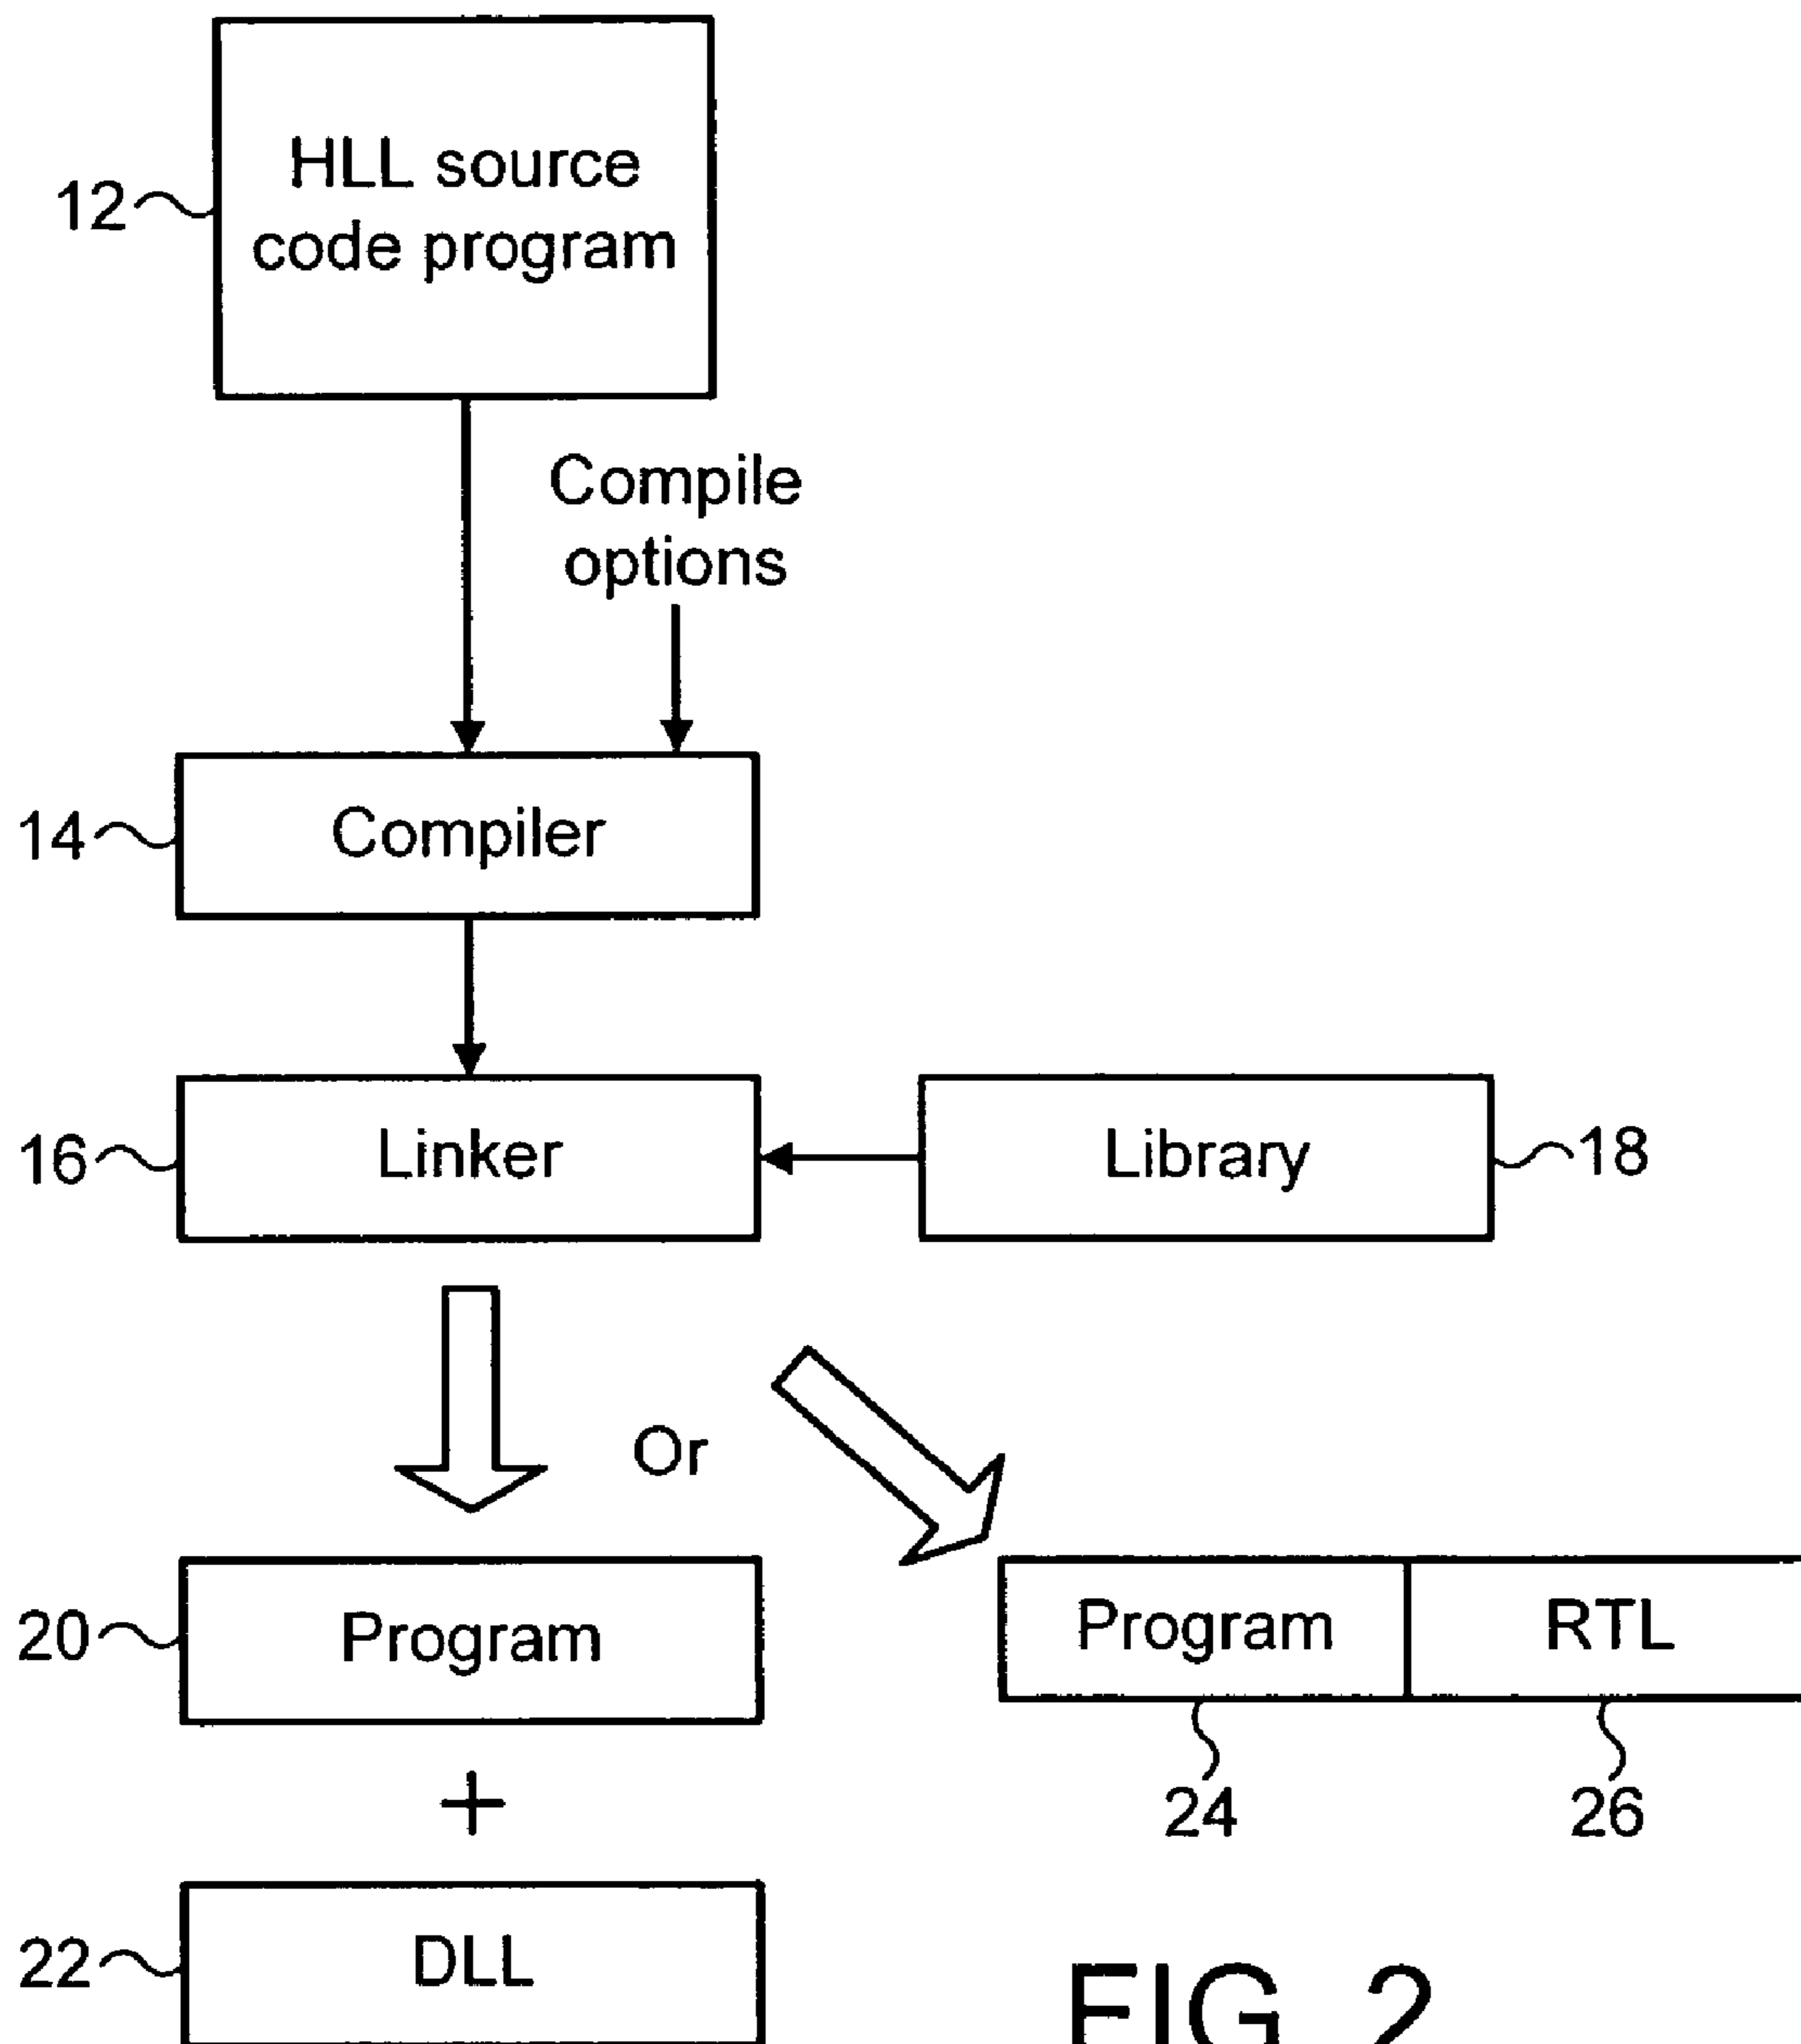 HLL source
code program
12
Compile
options
14
Compiler
16
Linker
Library
18
Or
20
Program
Program
RTL
24
26
+
22
DLL
FIG. 2